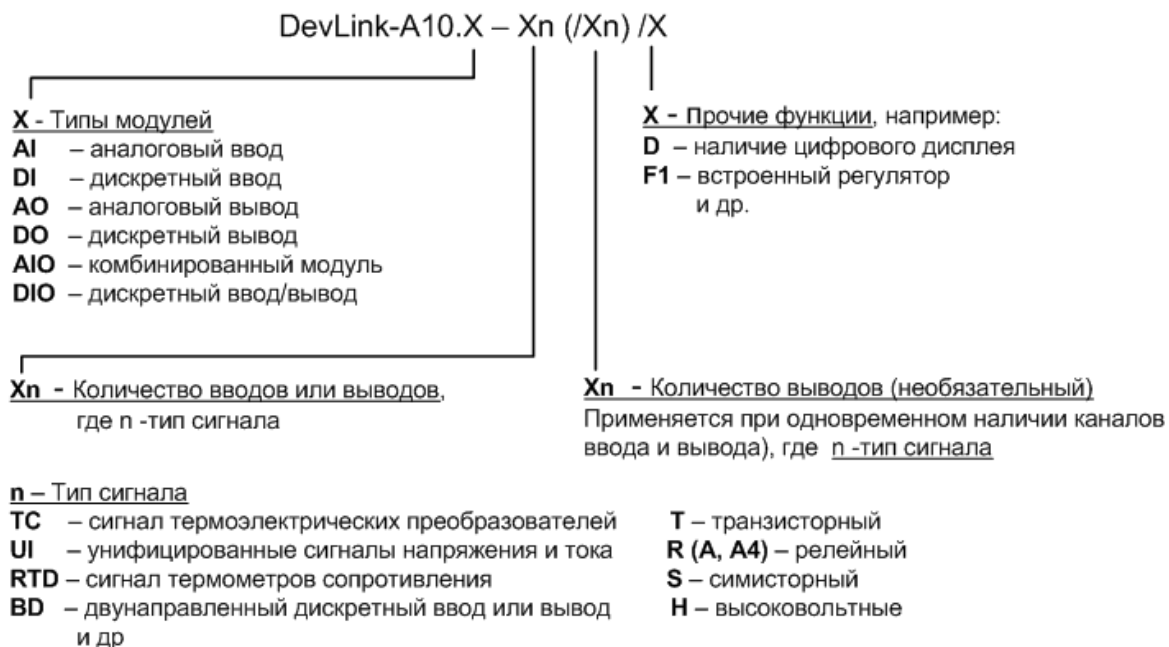 DevLink-A10.X – Xn (/Xn) /X
X - Типы модулей
AI – аналоговый ввод
DI – дискретный ввод
AO – аналоговый вывод
DO – дискретный вывод
AIO – комбинированный модуль
DIO – дискретный ввод/вывод
X - Прочие функции, например:
D – наличие цифрового дисплея
F1 – встроенный регулятор
и др.
Xn - Количество вводов или выводов,
где n -тип сигнала
Xn - Количество выводов (необязательный)
Применяется при одновременном наличии каналов
ввода и вывода), где n -тип сигнала
n – Тип сигнала
TC – сигнал термоэлектрических преобразователей
UI – унифицированные сигналы напряжения и тока
RTD – сигнал термометров сопротивления
BD – двунаправленный дискретный ввод или вывод
и др
T – транзисторный
R (A, A4) – релейный
S – симисторный
H – высоковольтные